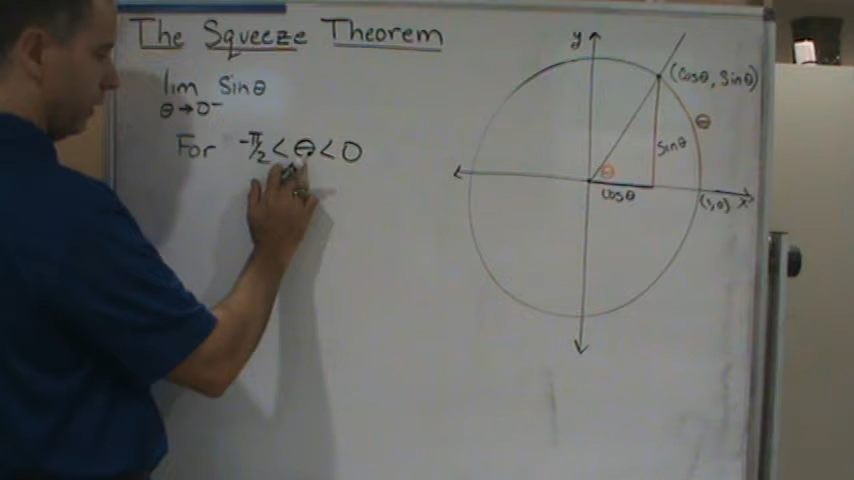 The Squeeze Theorem
lim Sinθ
θ→0⁻
For -π/2 < θ < 0
y
(Cosθ, Sinθ)
θ
Sinθ
θ
Cosθ
(1,0)
x